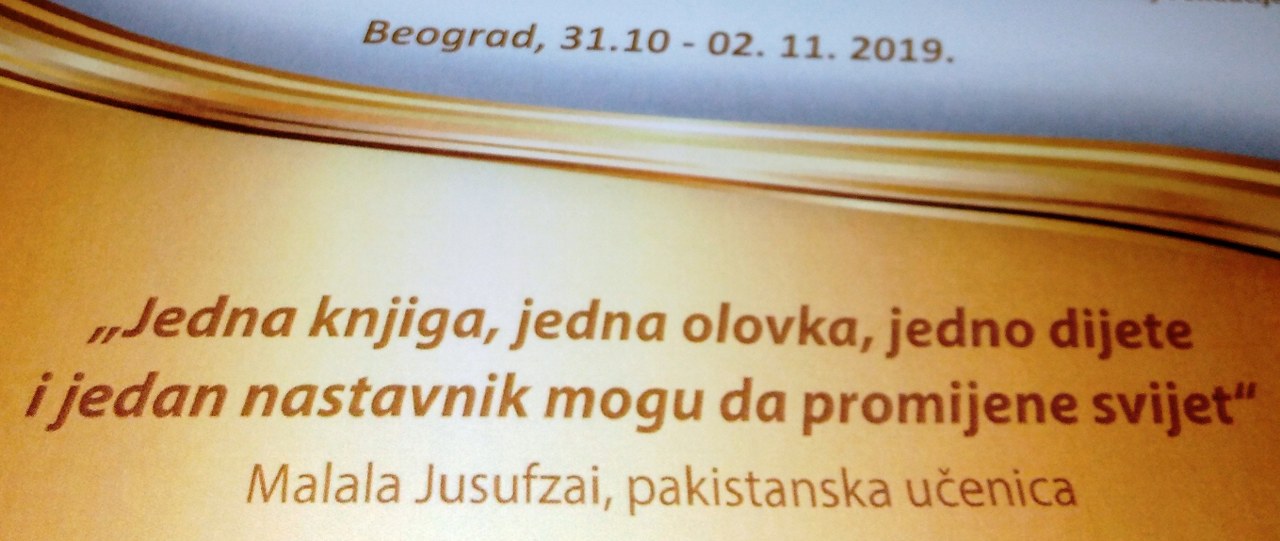 Beograd, 31.10 - 02. 11. 2019.
„Jedna knjiga, jedna olovka, jedno dijete
i jedan nastavnik mogu da promijene svijet“
Malala Jusufzai, pakistanska učenica